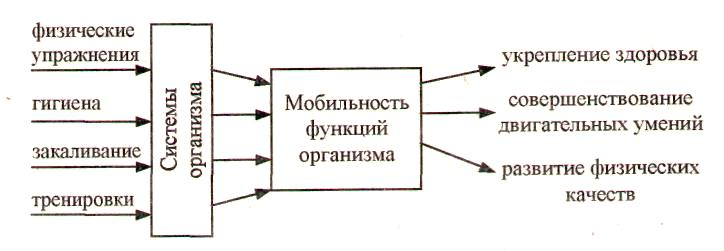 физические
упражнения
гигиена
закаливание
тренировки
Системы
организма
Мобильность
функций
организма
укрепление здоровья
совершенствование
двигательных умений
развитие физических
качеств